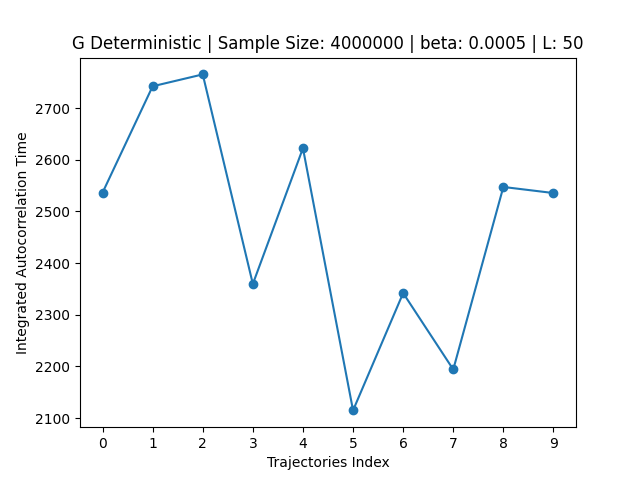 G Deterministic | Sample Size: 4000000 | beta: 0.0005 | L: 50
2700
2600
2500
2400
2300
2200
2100
Integrated Autocorrelation Time
0 1 2 3 4 5 6 7 8 9
Trajectories Index